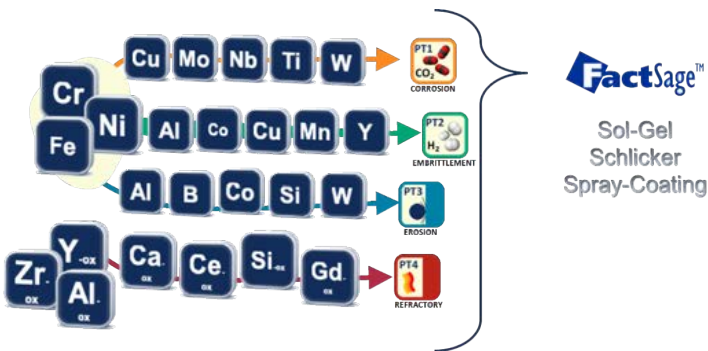 Cr
Fe
Ni
Cu Mo Nb Ti W
PT1
CO₂
CORROSION
Al Co Cu Mn Y
PT2
H₂
EMBRITTLEMENT
Al B Co Si W
PT3
EROSION
Zr-ox
Y-ox
Al-ox
Ca-ox Ce-ox Si-ox Gd-ox
PT4
REFRACTORY
FactSage™
Sol-Gel
Schlicker
Spray-Coating